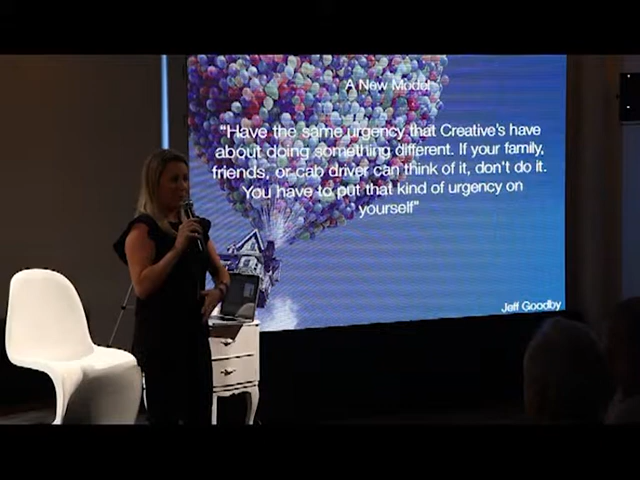 A New Model
"Have the same urgency that Creative's have
about doing something different. If your family,
friends, or cab driver can think of it, don't do it.
You have to put that kind of urgency on
yourself"
Jeff Goodby